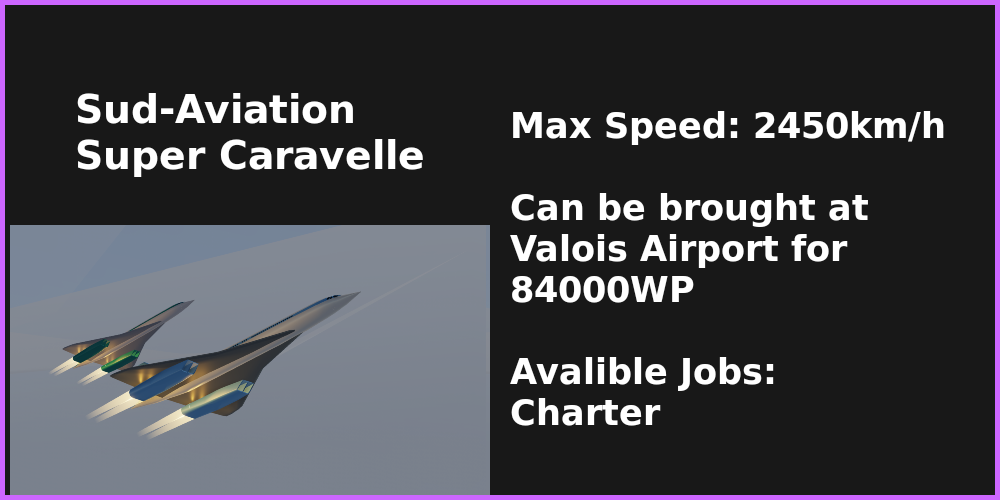 Sud-Aviation
Super Caravelle
Max Speed: 2450km/h
Can be brought at
Valois Airport for
84000WP
Avalible Jobs:
Charter